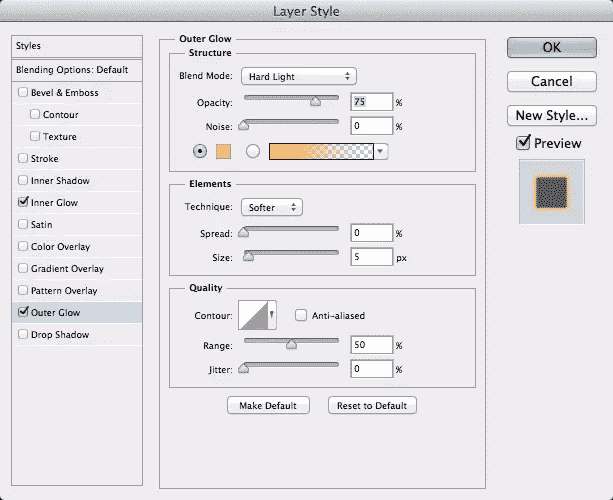 Layer Style
Styles
Blending Options: Default
Bevel & Emboss
Contour
Texture
Stroke
Inner Shadow
Inner Glow
Satin
Color Overlay
Gradient Overlay
Pattern Overlay
Outer Glow
Drop Shadow
Outer Glow
Structure
Blend Mode: Hard Light
Opacity: 75 %
Noise: 0 %
Elements
Technique: Softer
Spread: 0 %
Size: 5 px
Quality
Contour: Anti-aliased
Range: 50 %
Jitter: 0 %
Make Default Reset to Default
OK
Cancel
New Style...
Preview